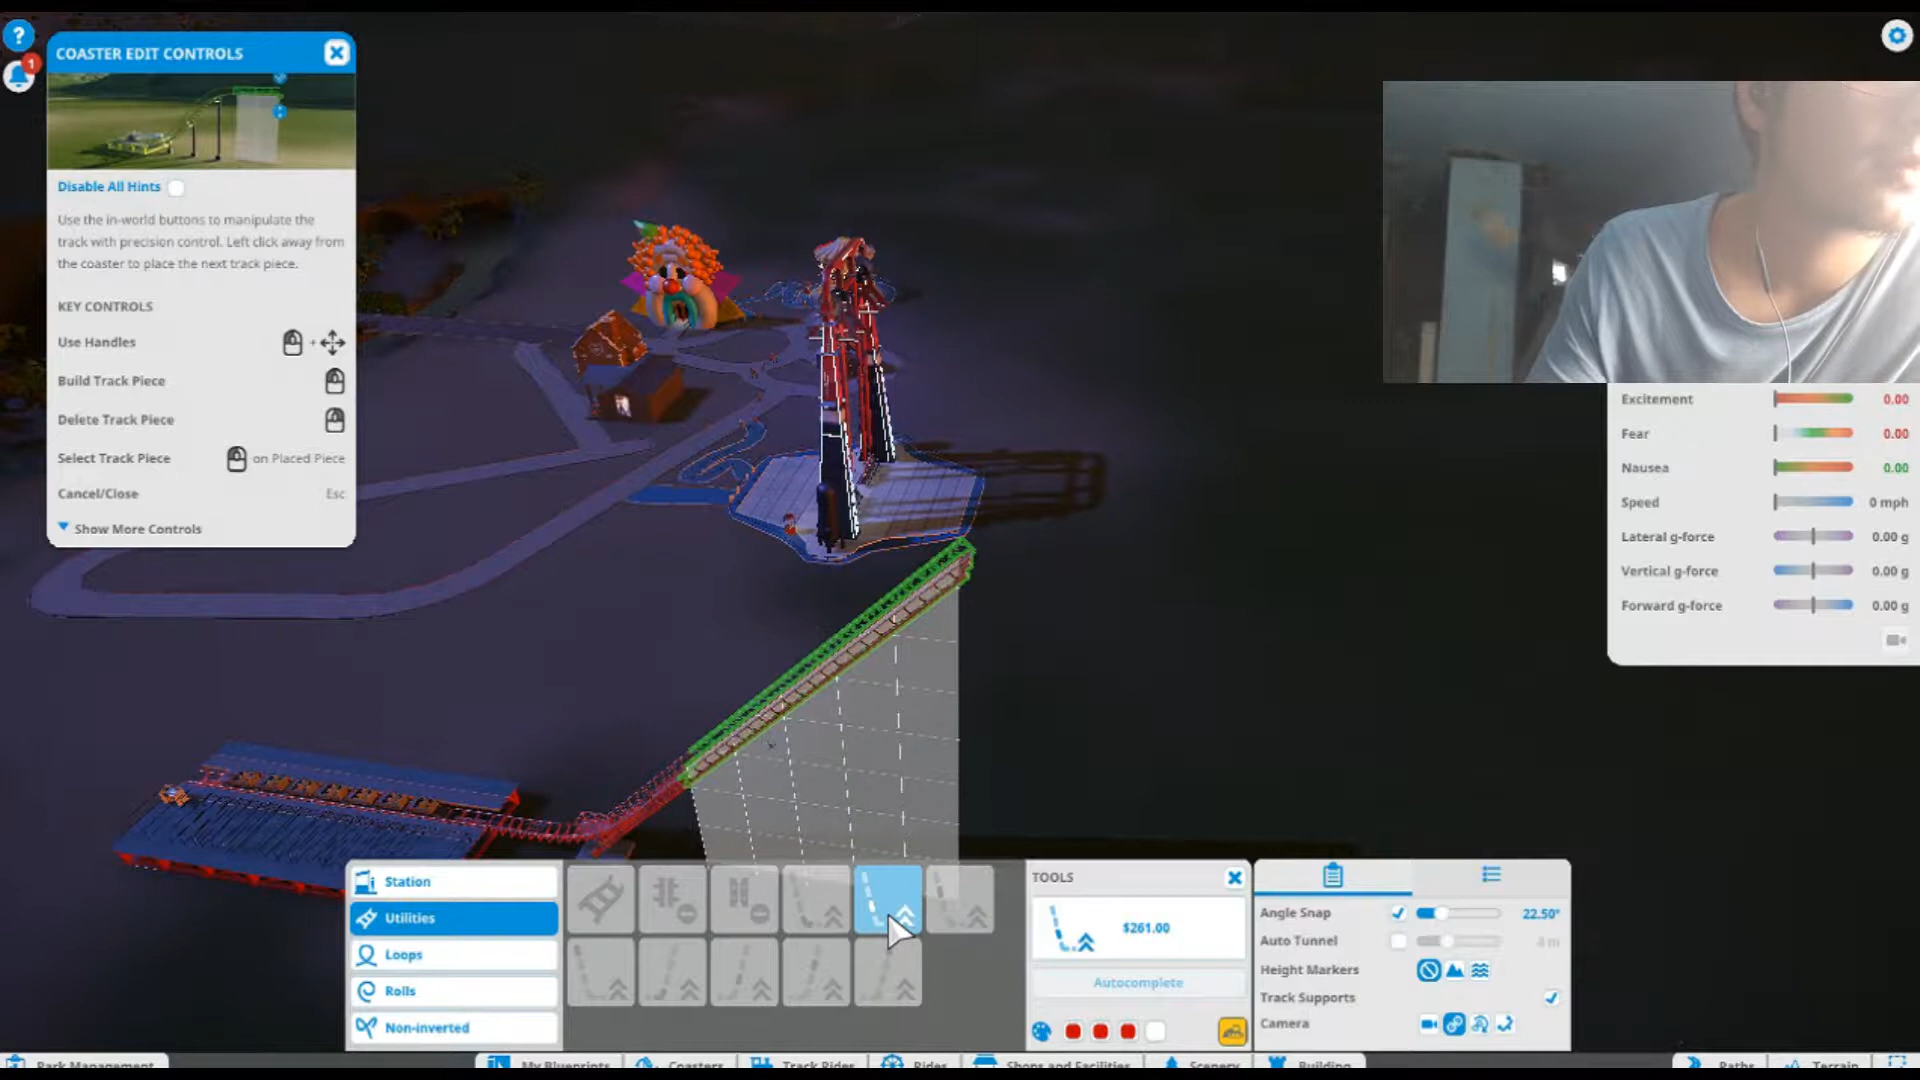 ?
1
COASTER EDIT CONTROLS
Disable All Hints
Use the in-world buttons to manipulate the
track with precision control. Left click away from
the coaster to place the next track piece.
KEY CONTROLS
Use Handles
+
Build Track Piece
Delete Track Piece
Select Track Piece
on Placed Piece
Cancel/Close
Esc
Show More Controls
Excitement
0.00
Fear
0.00
Nausea
0.00
Speed
0 mph
Lateral g-force
0.00 g
Vertical g-force
0.00 g
Forward g-force
0.00 g
Station
Utilities
Loops
Rolls
Non-inverted
TOOLS
$261.00
Autocomplete
Angle Snap
22.50°
Auto Tunnel
Height Markers
Track Supports
Camera
Park Management
My Blueprints
Coasters
Track Rides
Rides
Shops and Facilities
Scenery
Building
Paths
Terrain